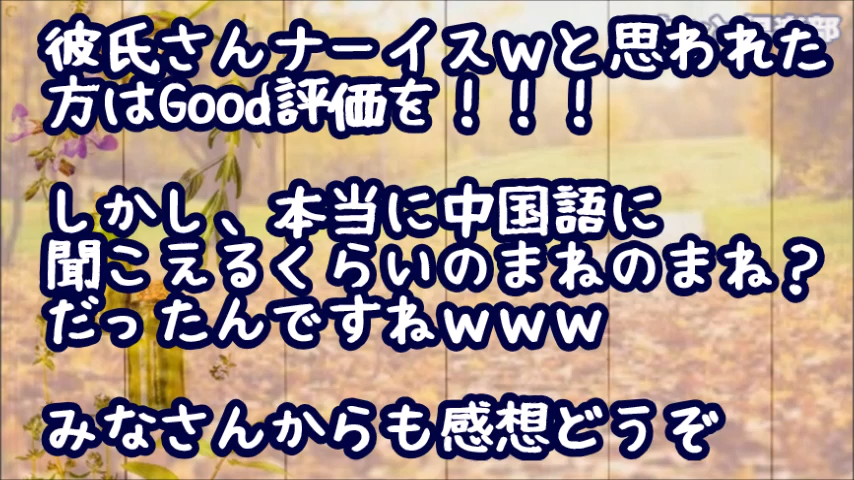 彼氏さんナーイスｗと思われた
方はGood評価を！！！
しかし、本当に中国語に
聞こえるくらいのまねのまね？
だったんですねｗｗｗ
みなさんからも感想どうぞ